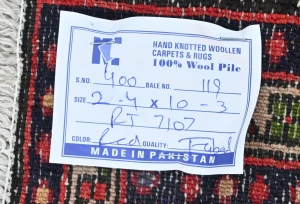 HAND KNOTTED WOOLLEN
CARPETS & RUGS
100% Wool Pile
S.NO. 400 BALE NO. 119
SIZE 2-4 x 10-3
RJ 7107
COLOR: Red QUALITY:
MADE IN PAKISTAN